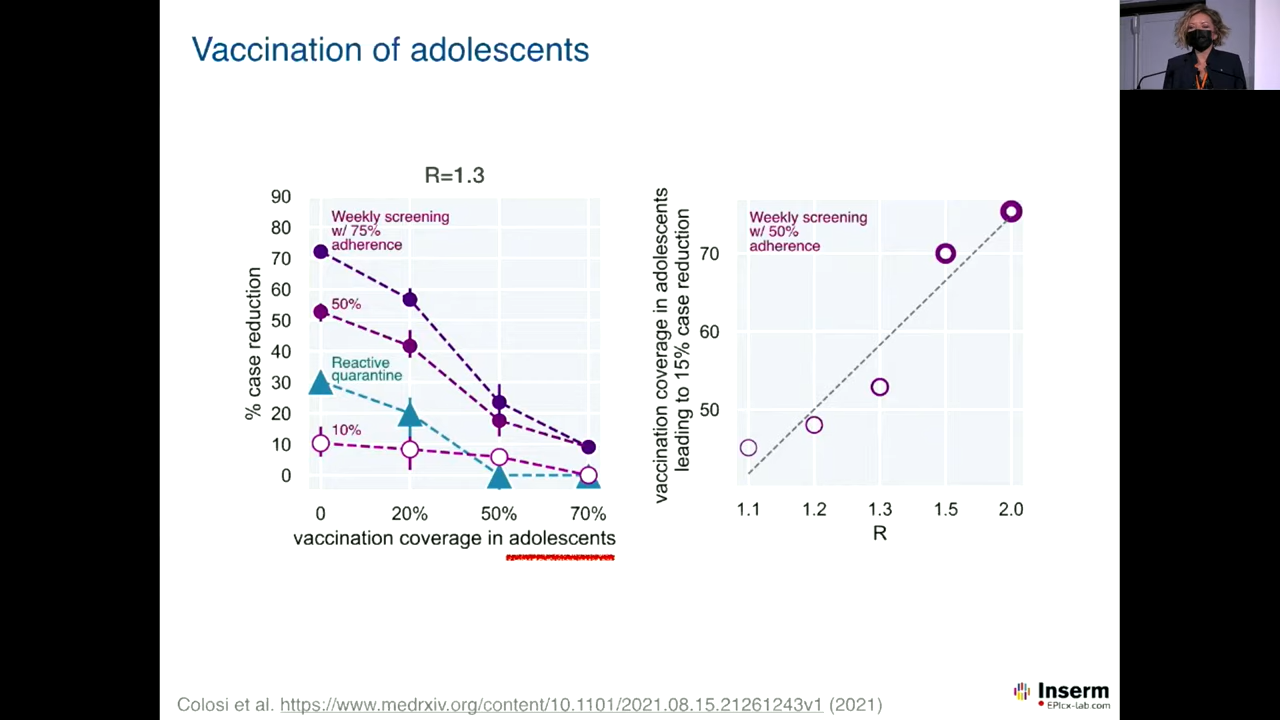 Vaccination of adolescents
R=1.3
90
80
70
60
50
40
30
20
10
0
% case reduction
Weekly screening
w/ 75%
adherence
50%
Reactive
quarantine
10%
0
20%
50%
70%
vaccination coverage in adolescents
vaccination coverage in adolescents
leading to 15% case reduction
Weekly screening
w/ 50%
adherence
70
60
50
1.1
1.2
1.3
1.5
2.0
R
Colosi et al. https://www.medrxiv.org/content/10.1101/2021.08.15.21261243v1 (2021)
Inserm
EPIcx-lab.com